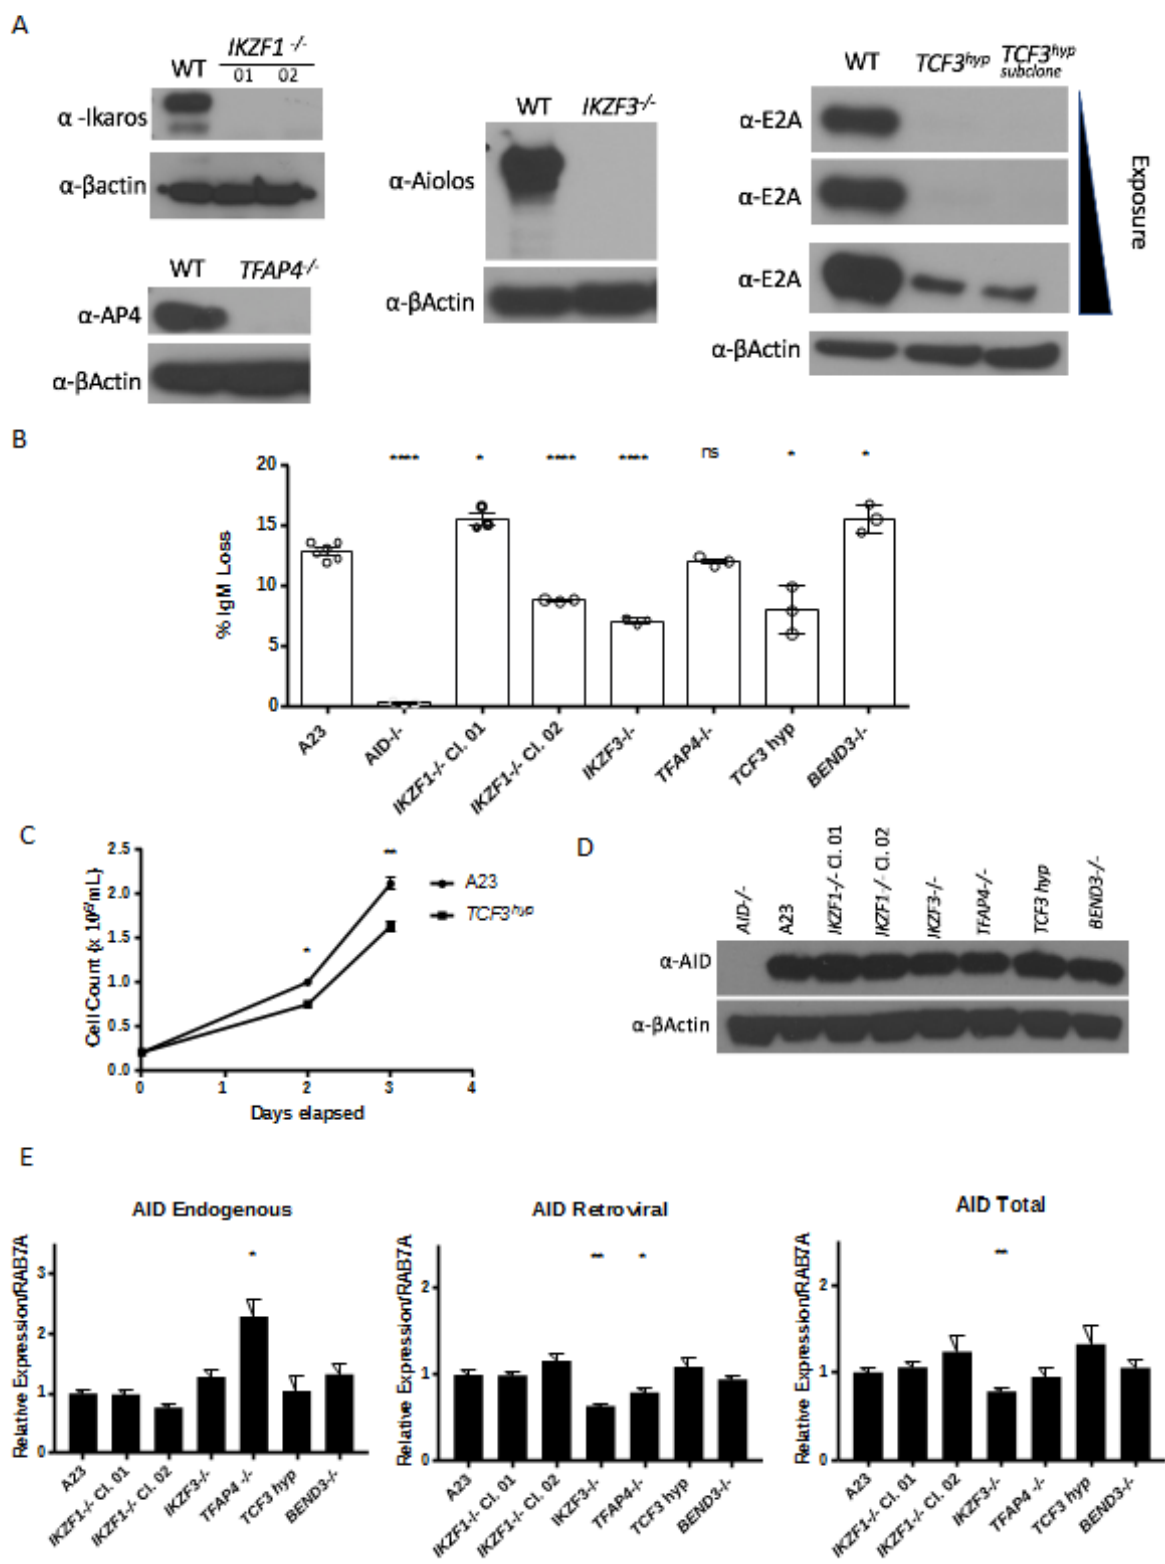 A
IKZF1 -/-
WT 01 02
α -Ikaros
α-βactin
WT TFAP4-/-
α-AP4
α-βActin
WT IKZF3-/-
α-Aiolos
α-βActin
WT TCF3hyp TCF3hyp subclone
α-E2A
α-E2A
α-E2A
α-βActin
Exposure
B
**** * **** **** ns * *
% IgM Loss
20
15
10
5
0
A23
AID-/-
IKZF1-/- Cl. 01
IKZF1-/- Cl. 02
IKZF3-/-
TFAP4-/-
TCF3 hyp
BEND3-/-
C
Cell Count (x 10⁶/mL)
2.5
2.0
1.5
1.0
0.5
0.0
0 1 2 3 4
Days elapsed
* **
A23
TCF3hyp
D
AID-/-
A23
IKZF1-/- Cl. 01
IKZF1-/- Cl. 02
IKZF3-/-
TFAP4-/-
TCF3 hyp
BEND3-/-
α-AID
α-βActin
E
AID Endogenous
Relative Expression/RAB7A
3
2
1
0
*
A23
IKZF1-/- Cl. 01
IKZF1-/- Cl. 02
IKZF3-/-
TFAP4 -/-
TCF3 hyp
BEND3-/-
AID Retroviral
Relative Expression/RAB7A
2
1
0
*
A23
IKZF1-/- Cl. 01
IKZF1-/- Cl. 02
IKZF3-/-
TFAP4-/-
TCF3 hyp
BEND3-/-
AID Total
Relative Expression/RAB7A
2
1
0
**
A23
IKZF1-/- Cl. 01
IKZF1-/- Cl. 02
IKZF3-/-
TFAP4 -/-
TCF3 hyp
BEND3-/-